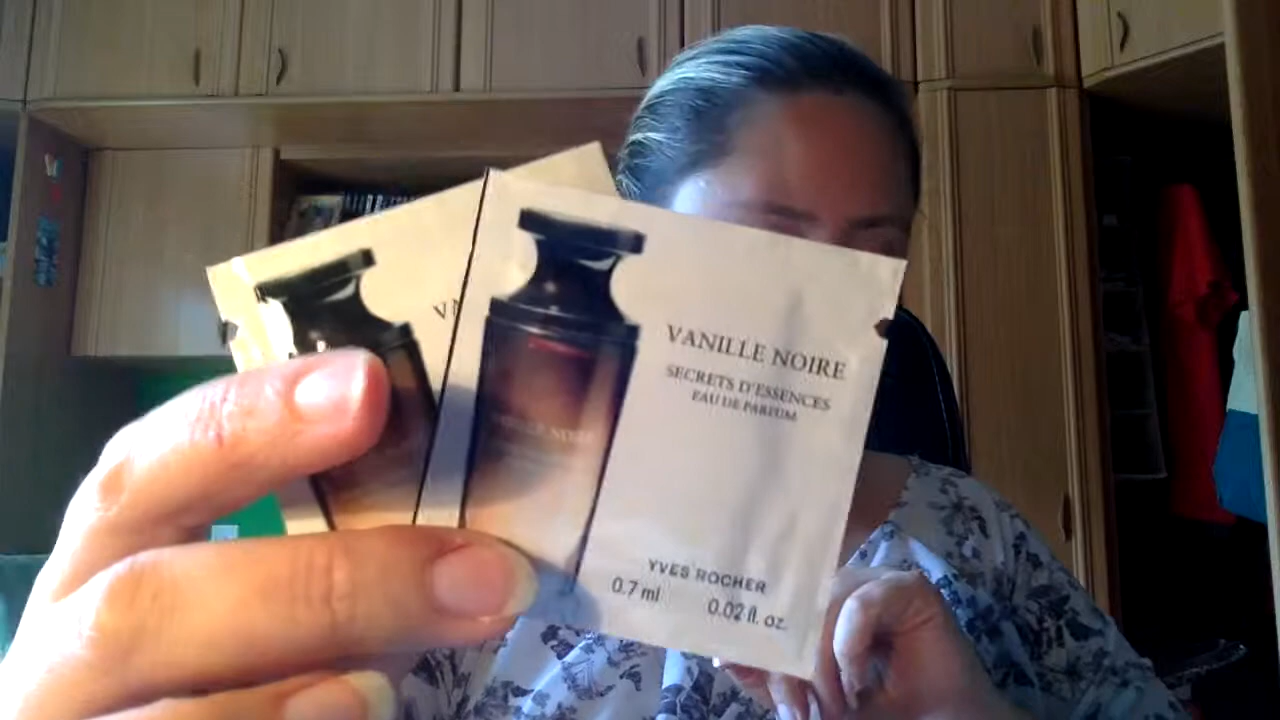 VANILLE NOIRE
SECRETS D'ESSENCES
EAU DE PARFUM
YVES ROCHER
0.7 ml 0.02 fl. oz.